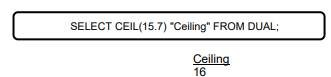 SELECT CEIL(15.7) "Ceiling" FROM DUAL;
Ceiling
16